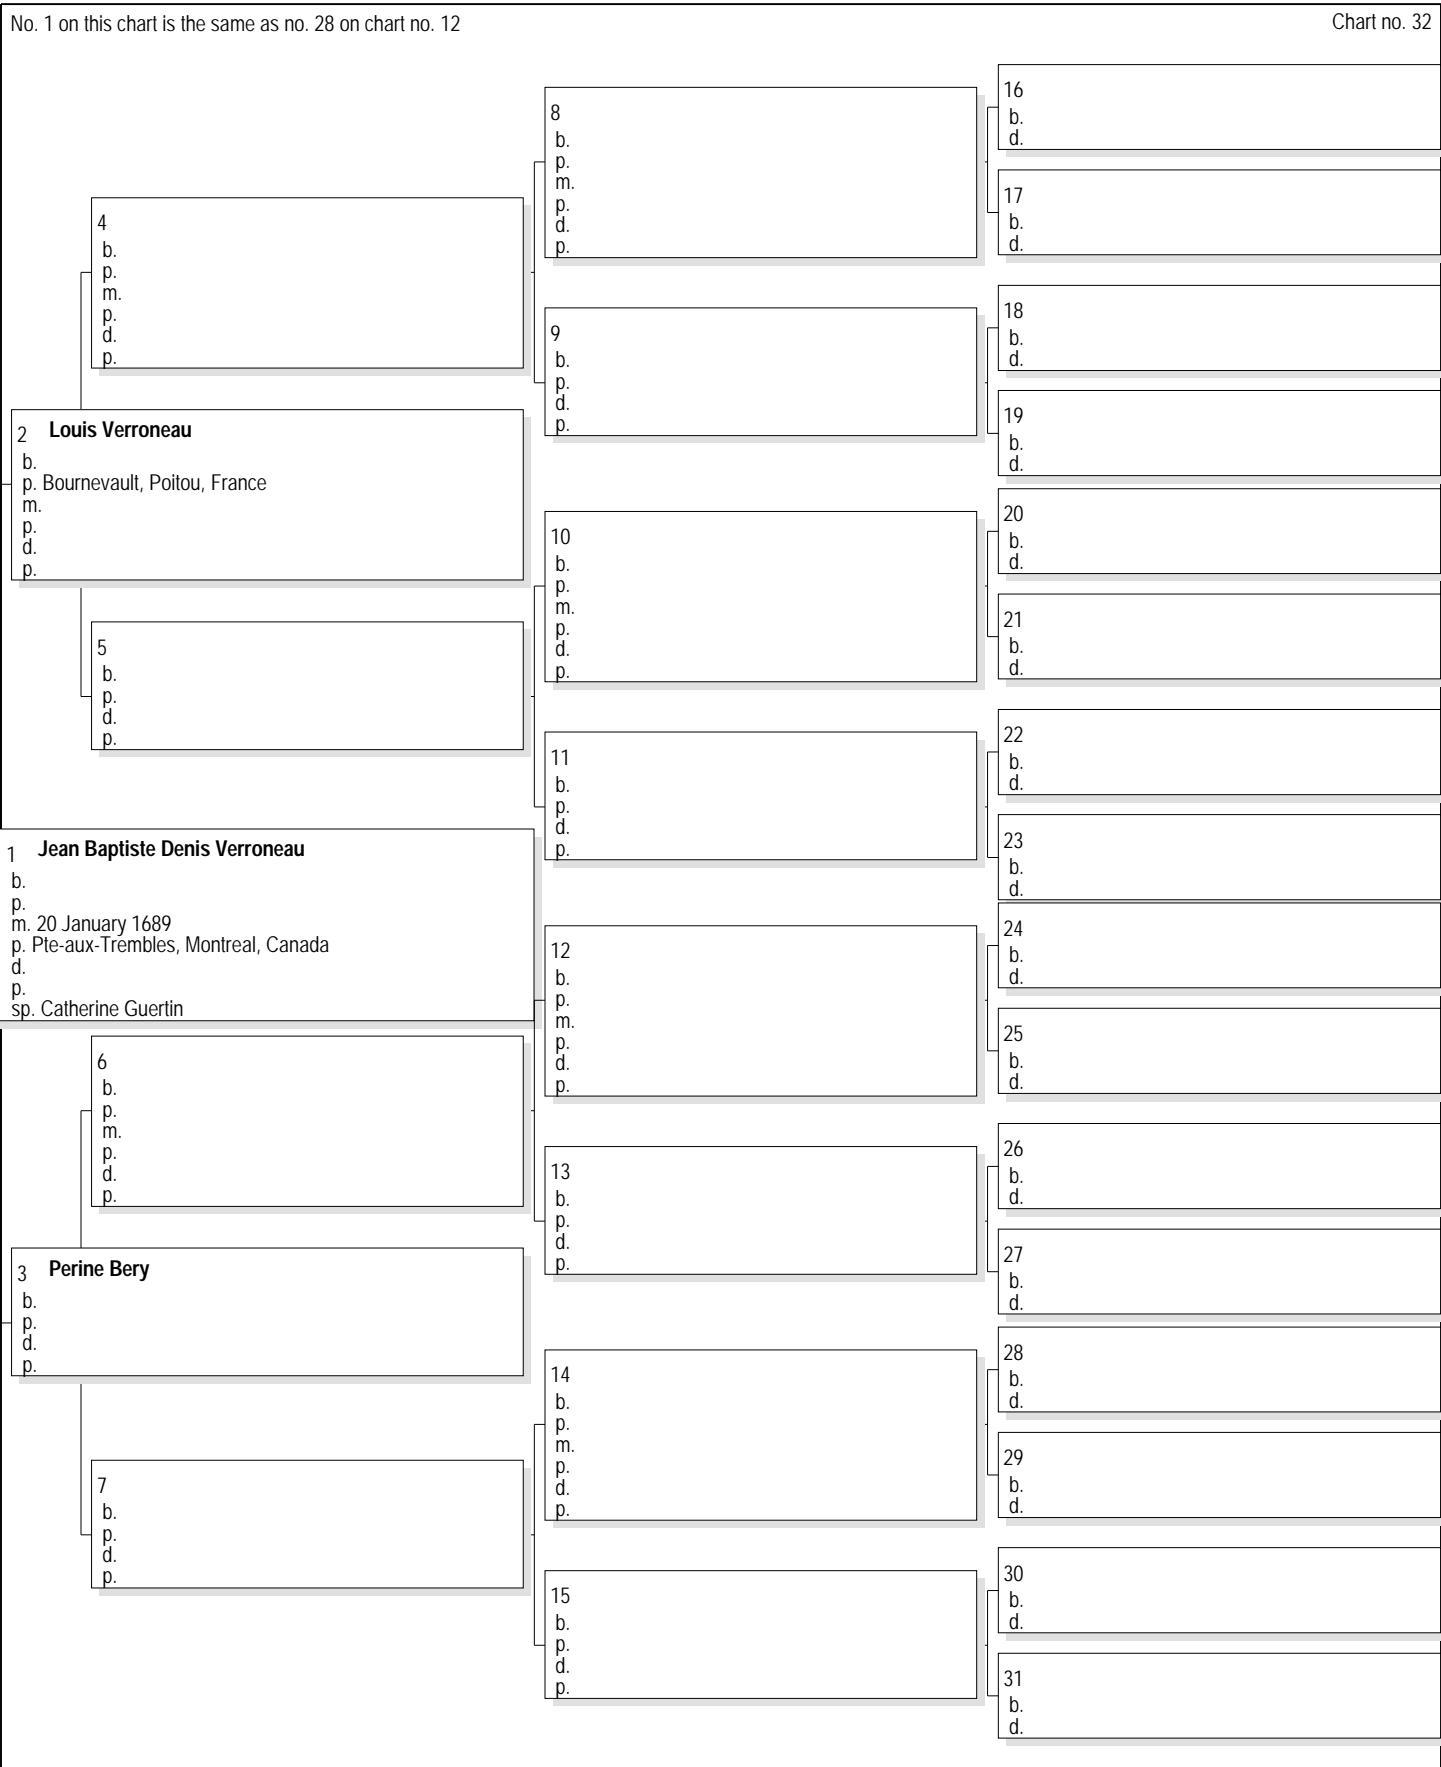 No. 1 on this chart is the same as no. 28 on chart no. 12
Chart no. 32
1 Jean Baptiste Denis Verroneau
b.
p.
m. 20 January 1689
p. Pte-aux-Trembles, Montreal, Canada
d.
p.
sp. Catherine Guertin
2 Louis Verroneau
b.
p. Bournevault, Poitou, France
m.
p.
d.
p.
3 Perine Bery
b.
p.
d.
p.
4
b.
p.
m.
p.
d.
p.
5
b.
p.
d.
p.
6
b.
p.
m.
p.
d.
p.
7
b.
p.
d.
p.
8
b.
p.
m.
p.
d.
p.
9
b.
p.
d.
p.
10
b.
p.
m.
p.
d.
p.
11
b.
p.
d.
p.
12
b.
p.
m.
p.
d.
p.
13
b.
p.
d.
p.
14
b.
p.
m.
p.
d.
p.
15
b.
p.
d.
p.
16
b.
d.
17
b.
d.
18
b.
d.
19
b.
d.
20
b.
d.
21
b.
d.
22
b.
d.
23
b.
d.
24
b.
d.
25
b.
d.
26
b.
d.
27
b.
d.
28
b.
d.
29
b.
d.
30
b.
d.
31
b.
d.